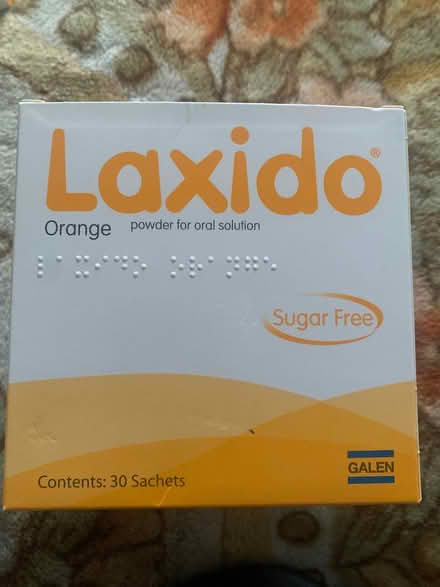 Laxido®
Orange powder for oral solution
Sugar Free
GALEN
Contents: 30 Sachets